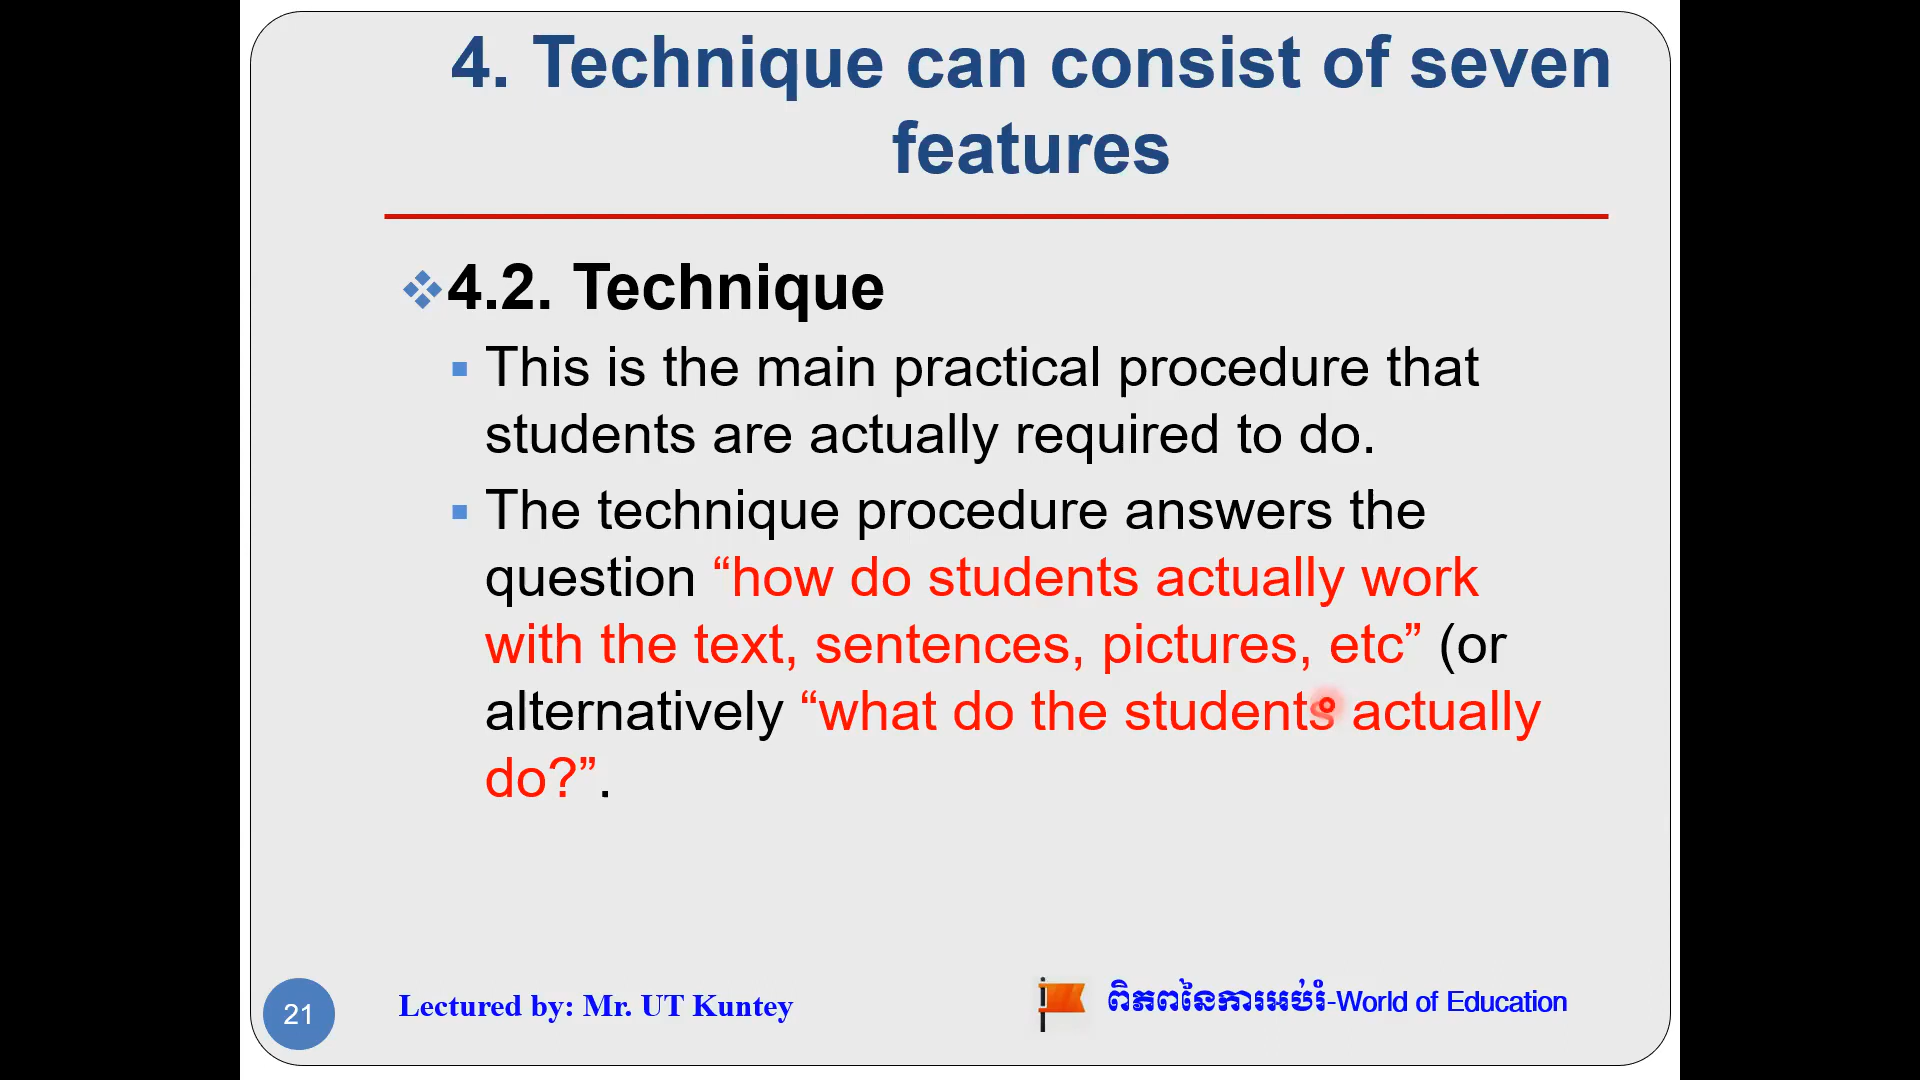 4. Technique can consist of seven
features
4.2. Technique
This is the main practical procedure that
students are actually required to do.
The technique procedure answers the
question “how do students actually work
with the text, sentences, pictures, etc” (or
alternatively “what do the students actually
do?”.
21
Lectured by: Mr. UT Kuntey
ពិភពនៃការអប់រំ-World of Education